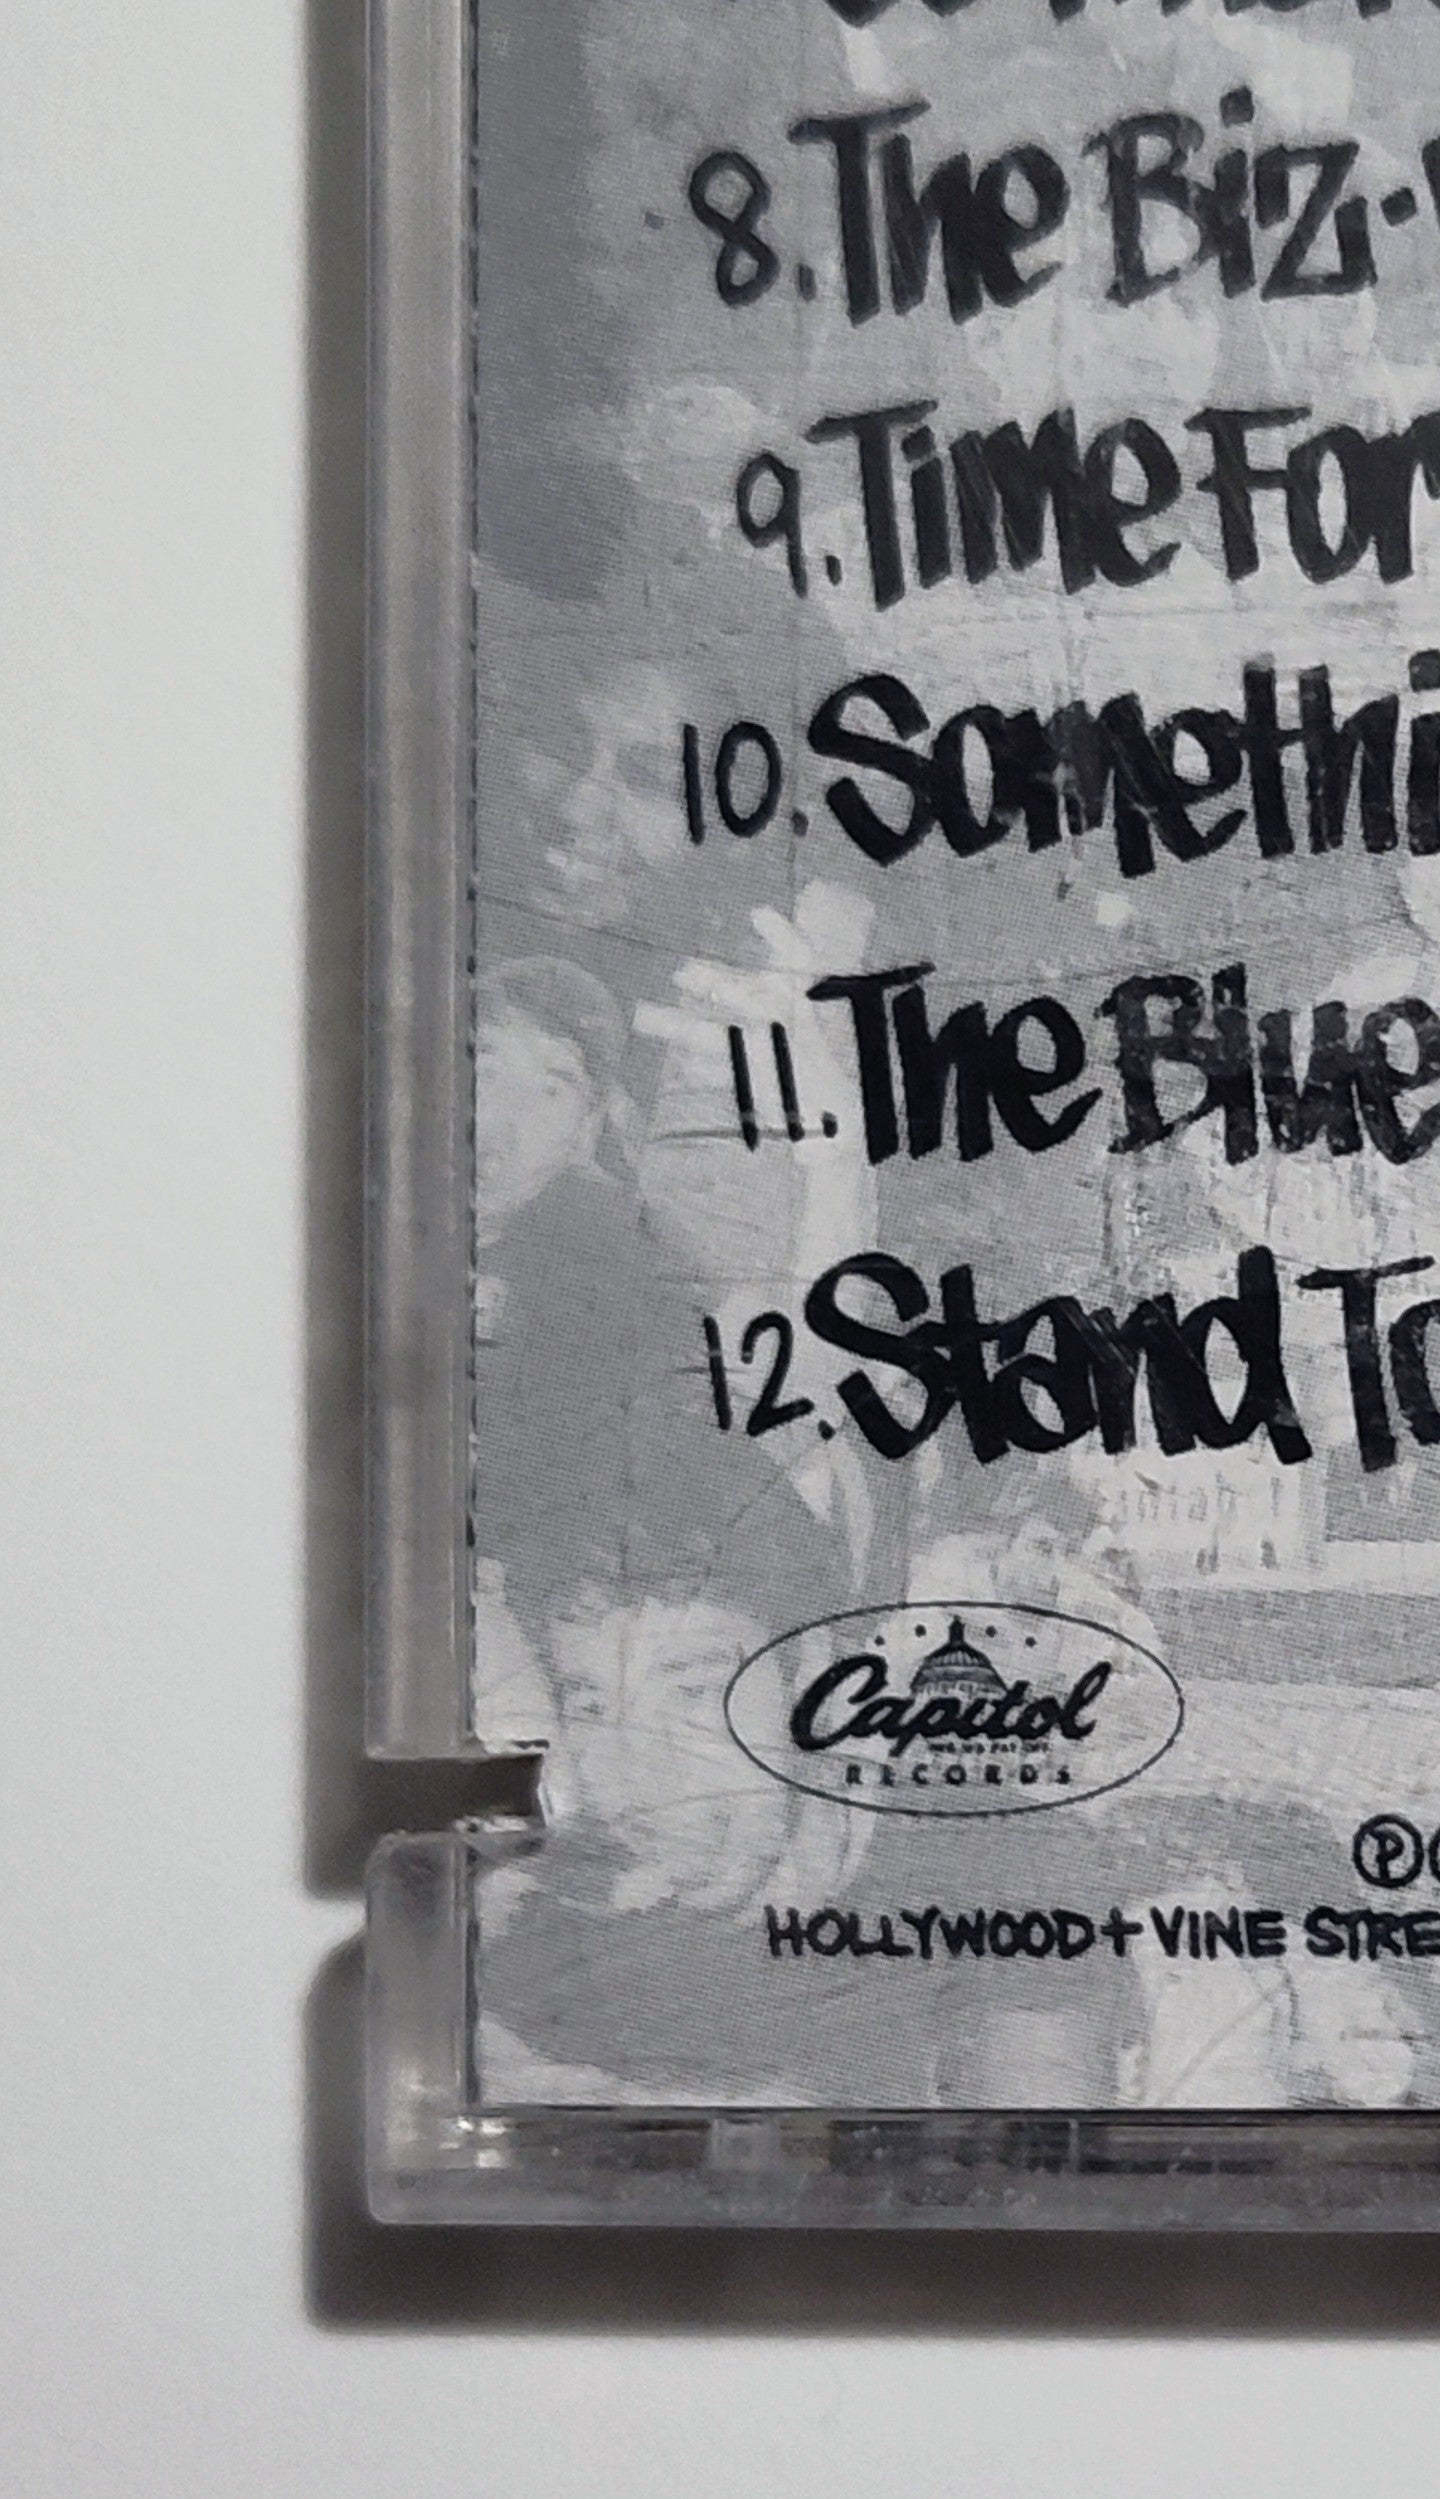 8. The Biz.
9. Time For
10. Somethi
11. The Blue
12. Stand To
Capitol
RECORDS
Ⓟ
HOLLYWOOD + VINE STRE